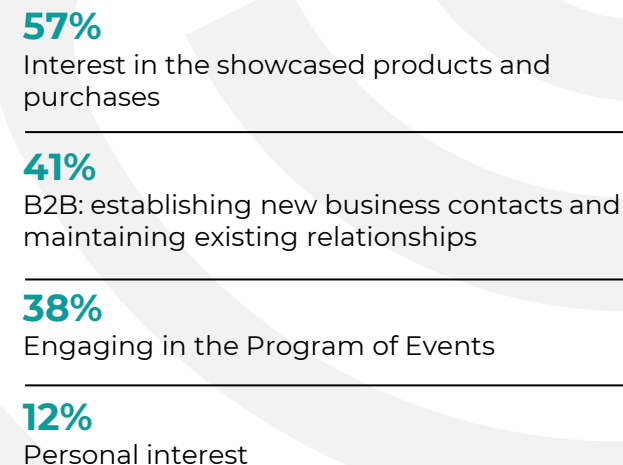 57%
Interest in the showcased products and
purchases
41%
B2B: establishing new business contacts and
maintaining existing relationships
38%
Engaging in the Program of Events
12%
Personal interest